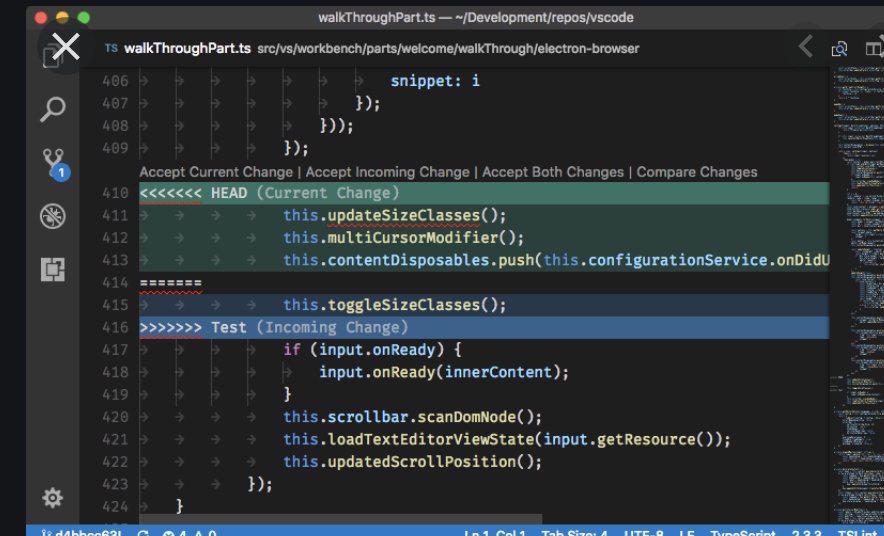 walkThroughPart.ts — ~/Development/repos/vscode
TS walkThroughPart.ts src/vs/workbench/parts/welcome/walkThrough/electron-browser
406 snippet: i
407 });
408 }));
409 });
Accept Current Change | Accept Incoming Change | Accept Both Changes | Compare Changes
410 <<<<<<< HEAD (Current Change)
411 this.updateSizeClasses();
412 this.multiCursorModifier();
413 this.contentDisposables.push(this.configurationService.onDidU
414 =======
415 this.toggleSizeClasses();
416 >>>>>>> Test (Incoming Change)
1
417 if (input.onReady) {
418 input.onReady(innerContent);
419 }
420 this.scrollbar.scanDomNode();
421 this.loadTextEditorViewState(input.getResource());
422 this.updatedScrollPosition();
423 });
424 }
4 0 Ln 1, Col 1 Tab Size: 4 UTF-8 LF TypeScript 2.3.3 TSLint